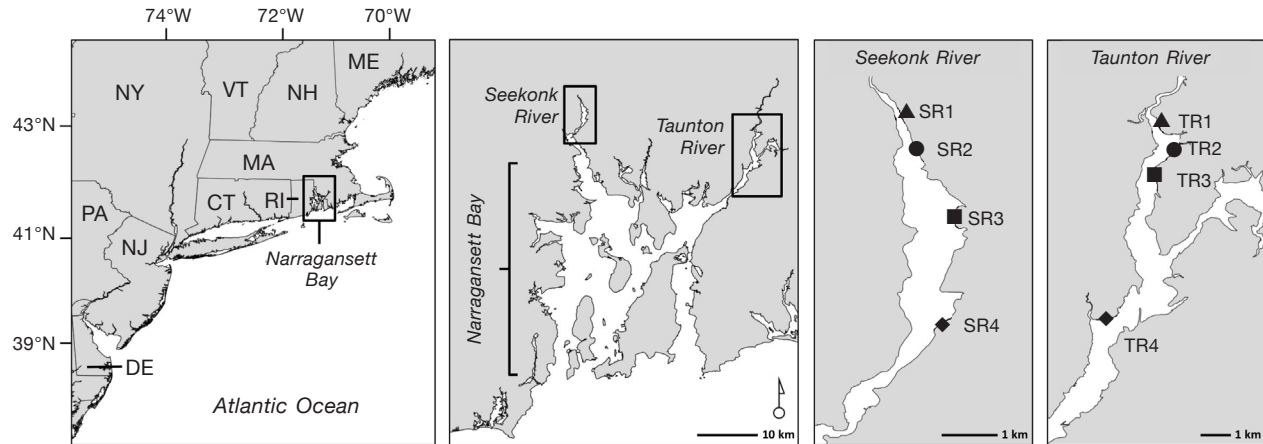 74°W
72°W
70°W
43°N
41°N
39°N
NY
VT
NH
ME
MA
CT
RI
PA
NJ
DE
Narragansett
Bay
Atlantic Ocean
Seekonk
River
Taunton
River
Narragansett Bay
10 km
Seekonk River
SR1
SR2
SR3
SR4
1 km
Taunton River
TR1
TR2
TR3
TR4
1 km